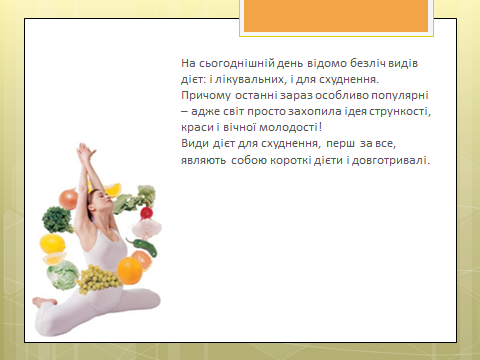 На сьогоднішній день відомо безліч видів
дієт: і лікувальних, і для схуднення.
Причому останні зараз особливо популярні
– адже світ просто захопила ідея стрункості,
краси і вічної молодості!
Види дієт для схуднення, перш за все,
являють собою короткі дієти і довготривалі.